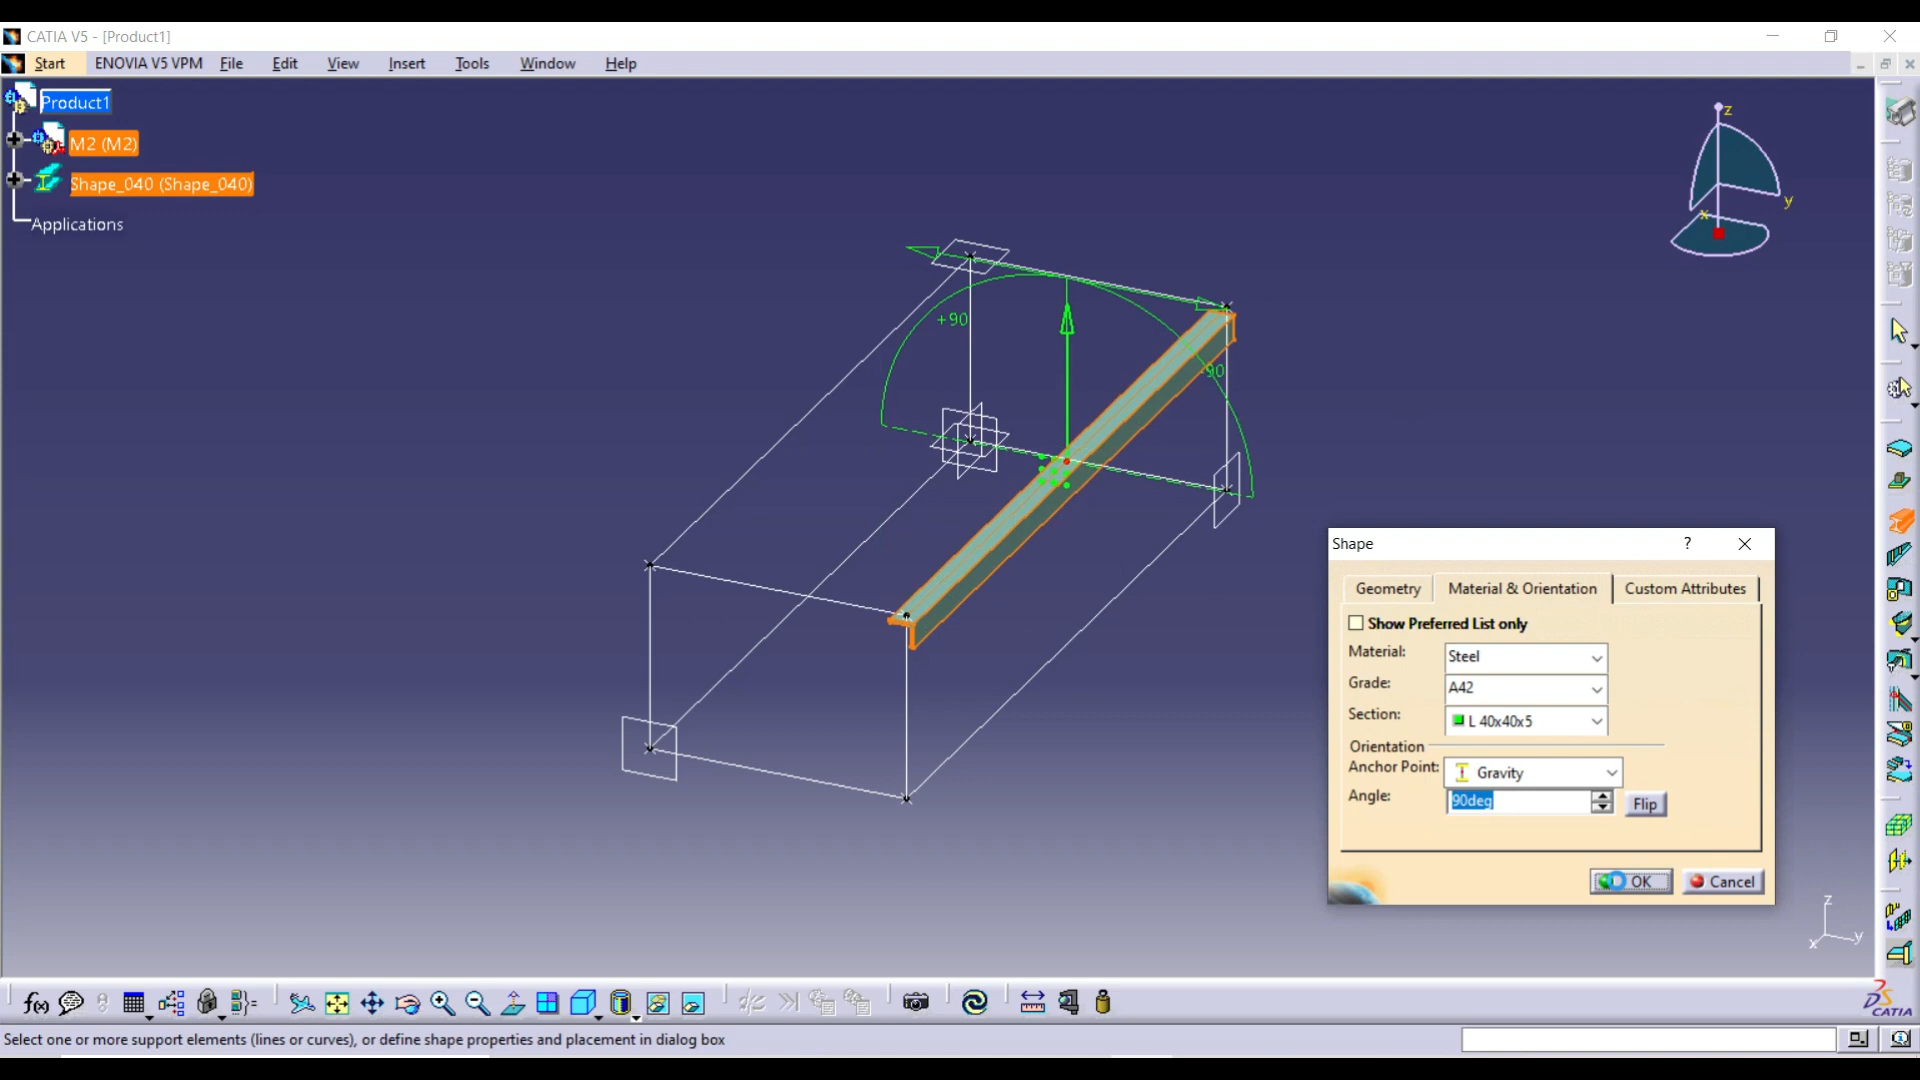 CATIA V5 - [Product1]
Start ENOVIA V5 VPM File Edit View Insert Tools Window Help
Product1
M2 (M2)
Shape_040 (Shape_040)
Applications
z
y
x
+90
-90
Shape ?
Geometry Material & Orientation Custom Attributes
Show Preferred List only
Material: Steel
Grade: A42
Section: L 40x40x5
Orientation
Anchor Point: Gravity
Angle: 90deg Flip
OK Cancel
z
x y
f(x)
DS CATIA
Select one or more support elements (lines or curves), or define shape properties and placement in dialog box